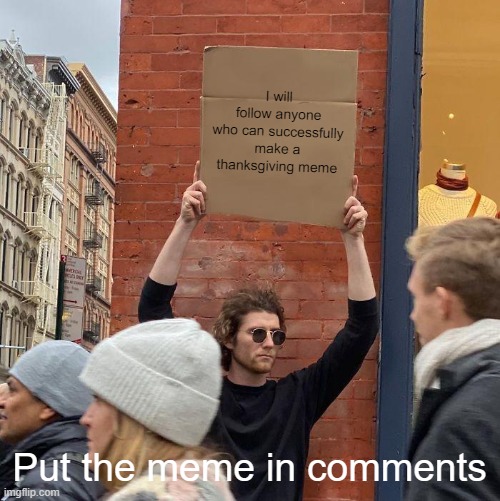 I will
follow anyone
who can successfully
make a
thanksgiving meme
Put the meme in comments
imgflip.com